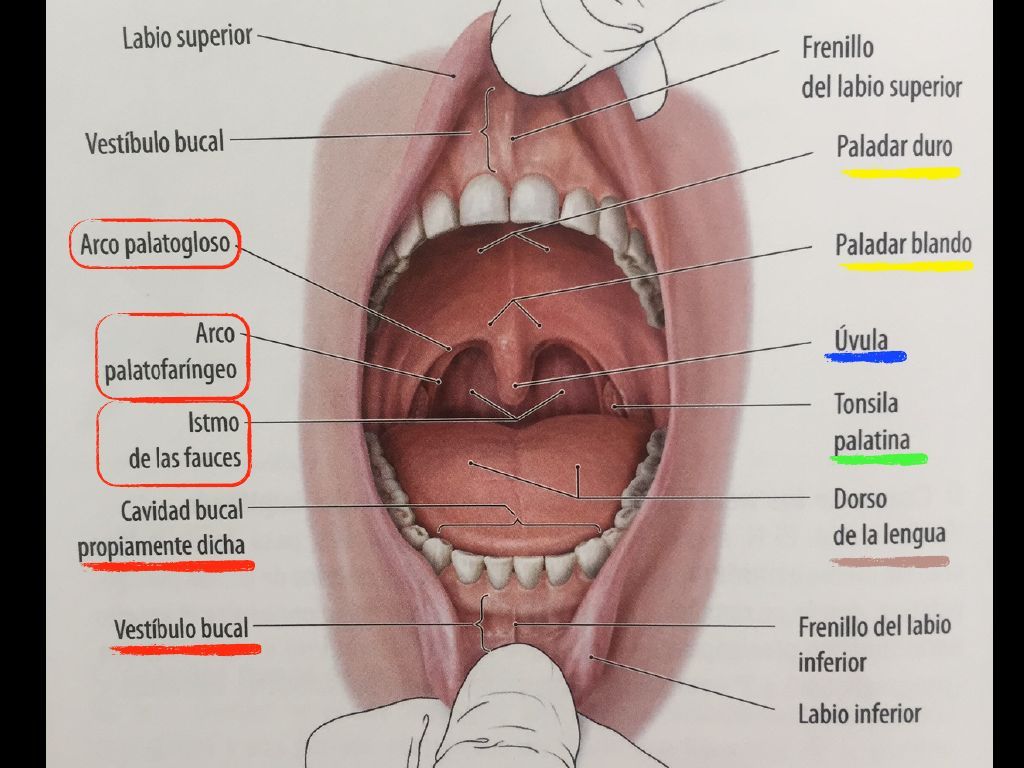 Labio superior
Vestíbulo bucal
Arco palatogloso
Arco
palatofaríngeo
Istmo
de las fauces
Cavidad bucal
propiamente dicha
Vestíbulo bucal
Frenillo
del labio superior
Paladar duro
Paladar blando
Úvula
Tonsila
palatina
Dorso
de la lengua
Frenillo del labio
inferior
Labio inferior